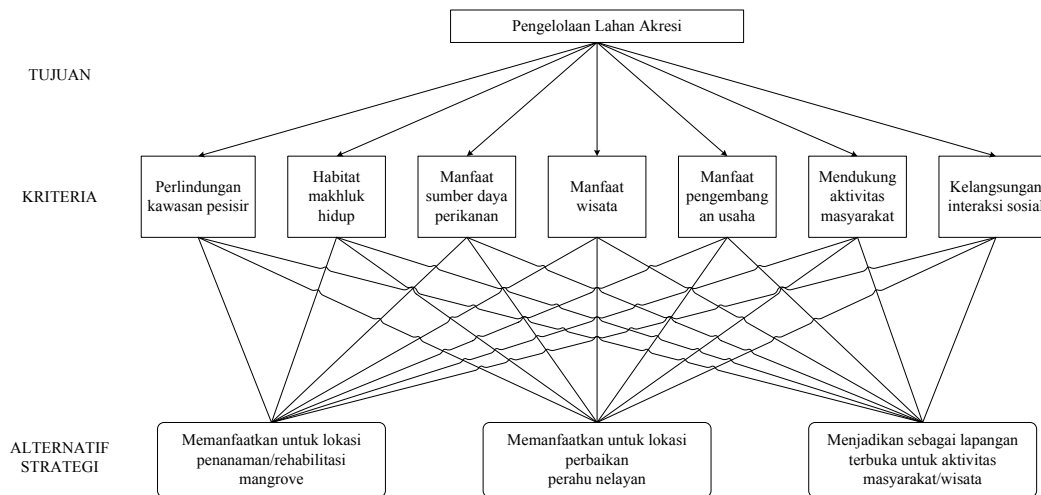 Pengelolaan Lahan Akresi
TUJUAN
KRITERIA
Perlindungan
kawasan pesisir
Habitat
makhluk
hidup
Manfaat
sumber daya
perikanan
Manfaat
wisata
Manfaat
pengembang
an usaha
Mendukung
aktivitas
masyarakat
Kelangsungan
interaksi sosial
ALTERNATIF
STRATEGI
Memanfaatkan untuk lokasi
penanaman/rehabilitasi
mangrove
Memanfaatkan untuk lokasi
perbaikan
perahu nelayan
Menjadikan sebagai lapangan
terbuka untuk aktivitas
masyarakat/wisata